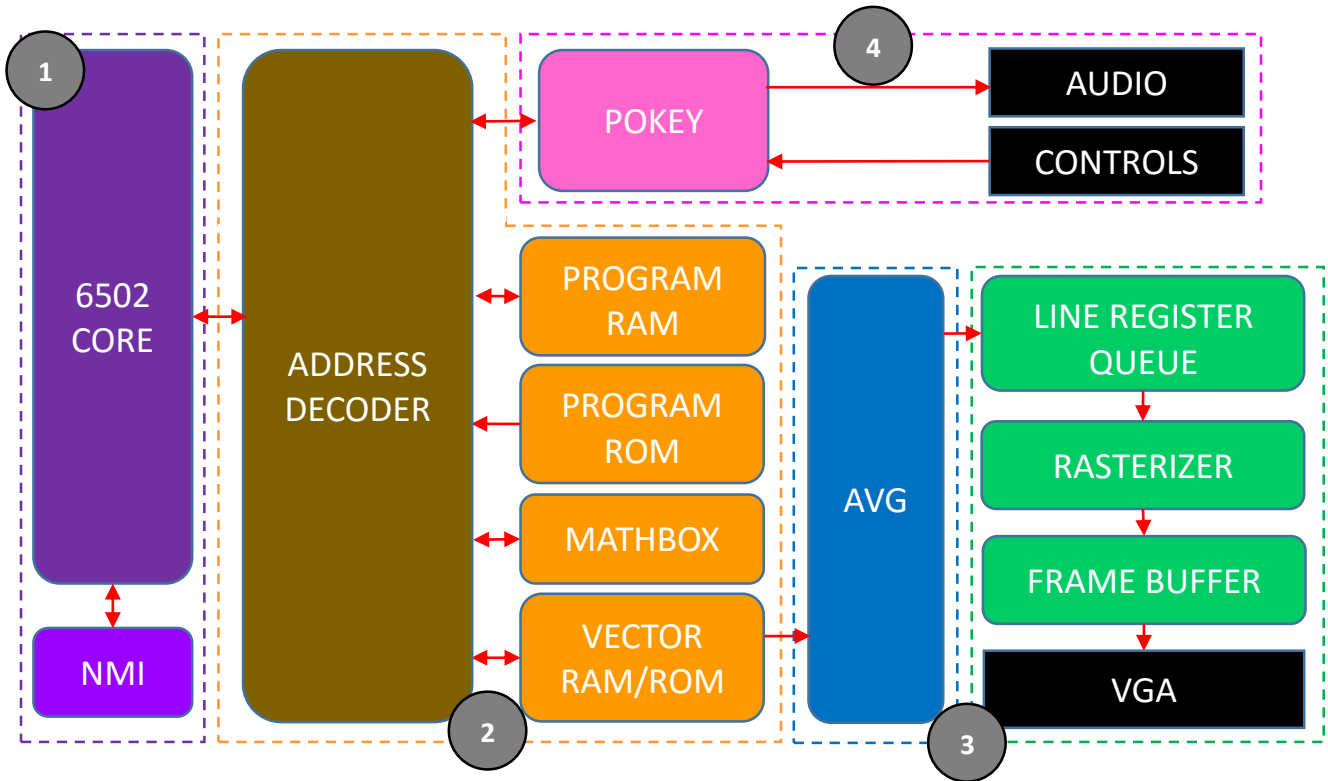 1
6502
CORE
NMI
ADDRESS
DECODER
2
POKEY
4
AUDIO
CONTROLS
PROGRAM
RAM
PROGRAM
ROM
MATHBOX
VECTOR
RAM/ROM
AVG
3
LINE REGISTER
QUEUE
RASTERIZER
FRAME BUFFER
VGA